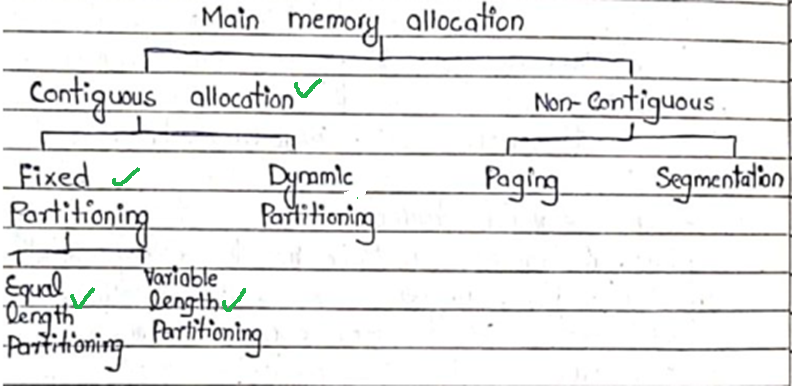 Main memory allocation
Contiguous allocation
Non-Contiguous
Fixed
Partitioning
Dynamic
Partitioning
Paging
Segmentation
Equal
length
Partitioning
Variable
length
Partitioning